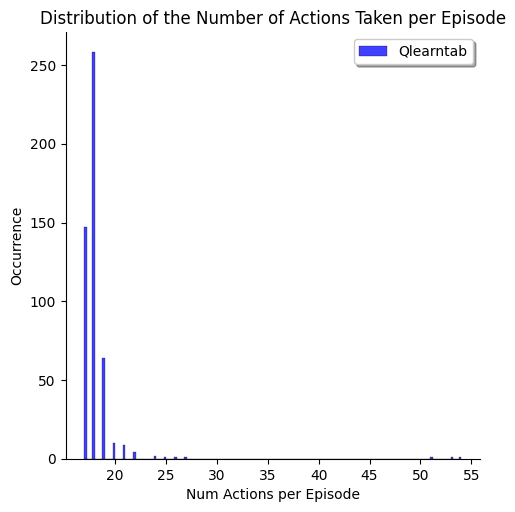 Distribution of the Number of Actions Taken per Episode
Qlearntab
Occurrence
250
200
150
100
50
0
20 25 30 35 40 45 50 55
Num Actions per Episode